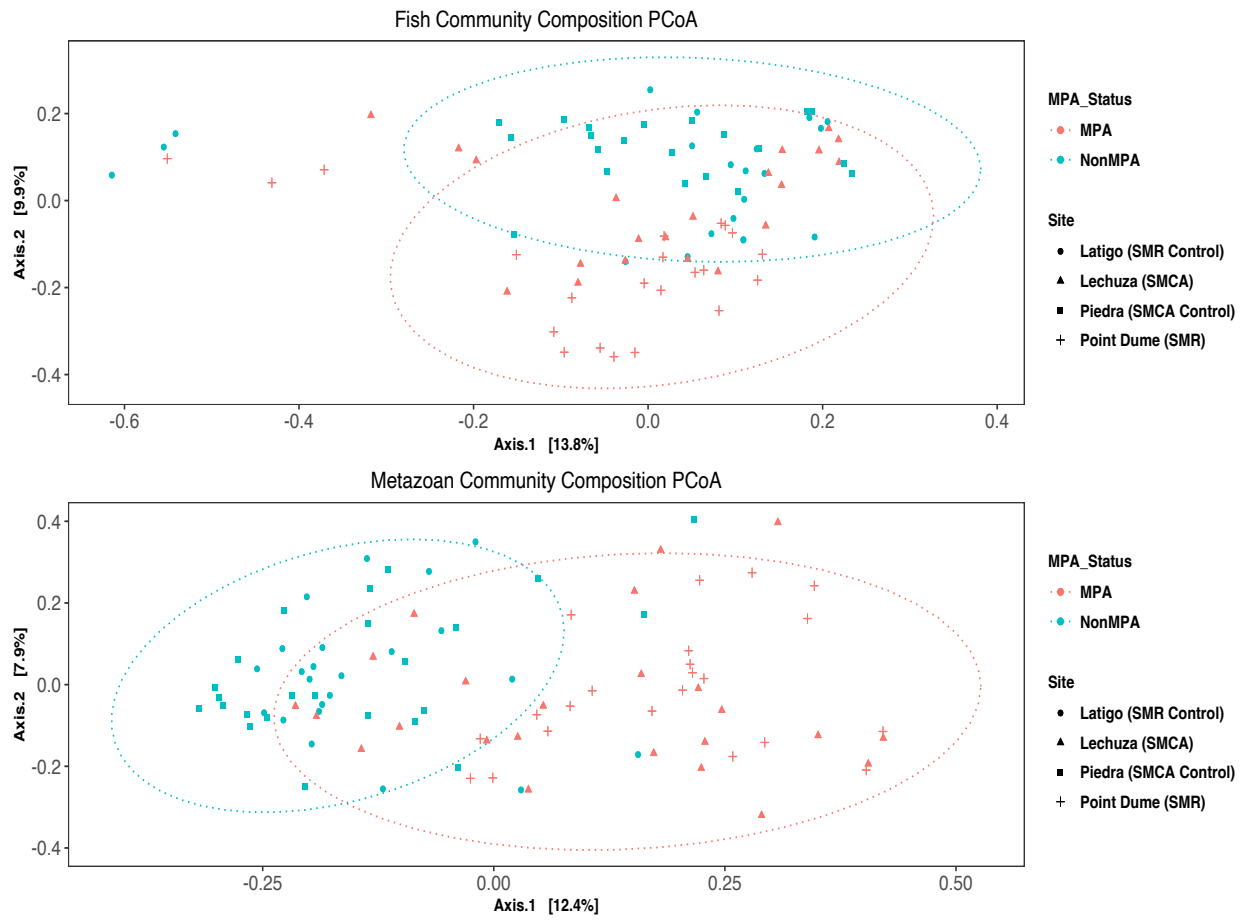 Fish Community Composition PCoA
0.2
0.0
-0.2
-0.4
Axis.2 [9.9%]
-0.6
-0.4
-0.2
0.0
0.2
0.4
Axis.1 [13.8%]
MPA_Status
MPA
NonMPA
Site
Latigo (SMR Control)
Lechuza (SMCA)
Piedra (SMCA Control)
Point Dume (SMR)
Metazoan Community Composition PCoA
0.4
0.2
0.0
-0.2
-0.4
Axis.2 [7.9%]
-0.25
0.00
0.25
0.50
Axis.1 [12.4%]
MPA_Status
MPA
NonMPA
Site
Latigo (SMR Control)
Lechuza (SMCA)
Piedra (SMCA Control)
Point Dume (SMR)